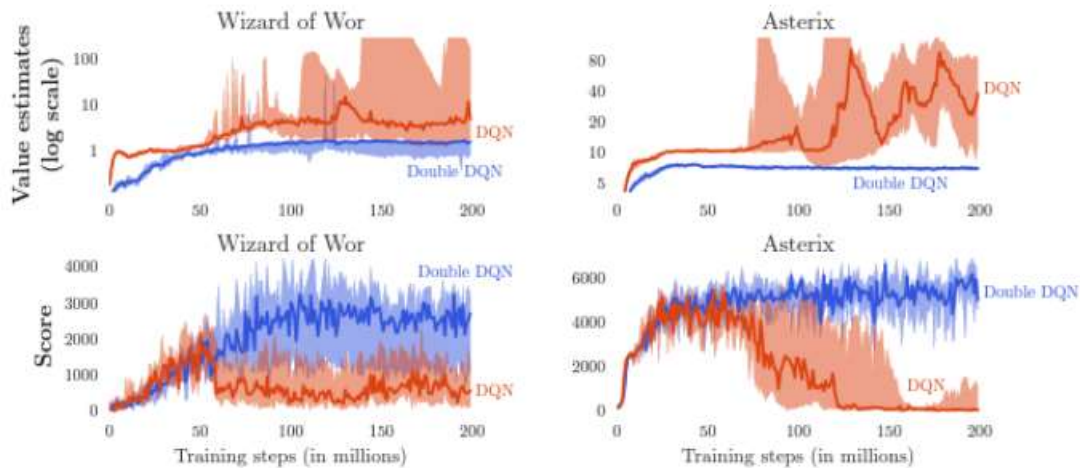 Wizard of Wor
Asterix
Value estimates
(log scale)
100
10
1
DQN
Double DQN
0 50 100 150 200
80
40
20
10
5
DQN
Double DQN
0 50 100 150 200
Wizard of Wor
Asterix
Score
4000
3000
2000
1000
0
Double DQN
DQN
0 50 100 150 200
Training steps (in millions)
6000
4000
2000
0
Double DQN
DQN
0 50 100 150 200
Training steps (in millions)